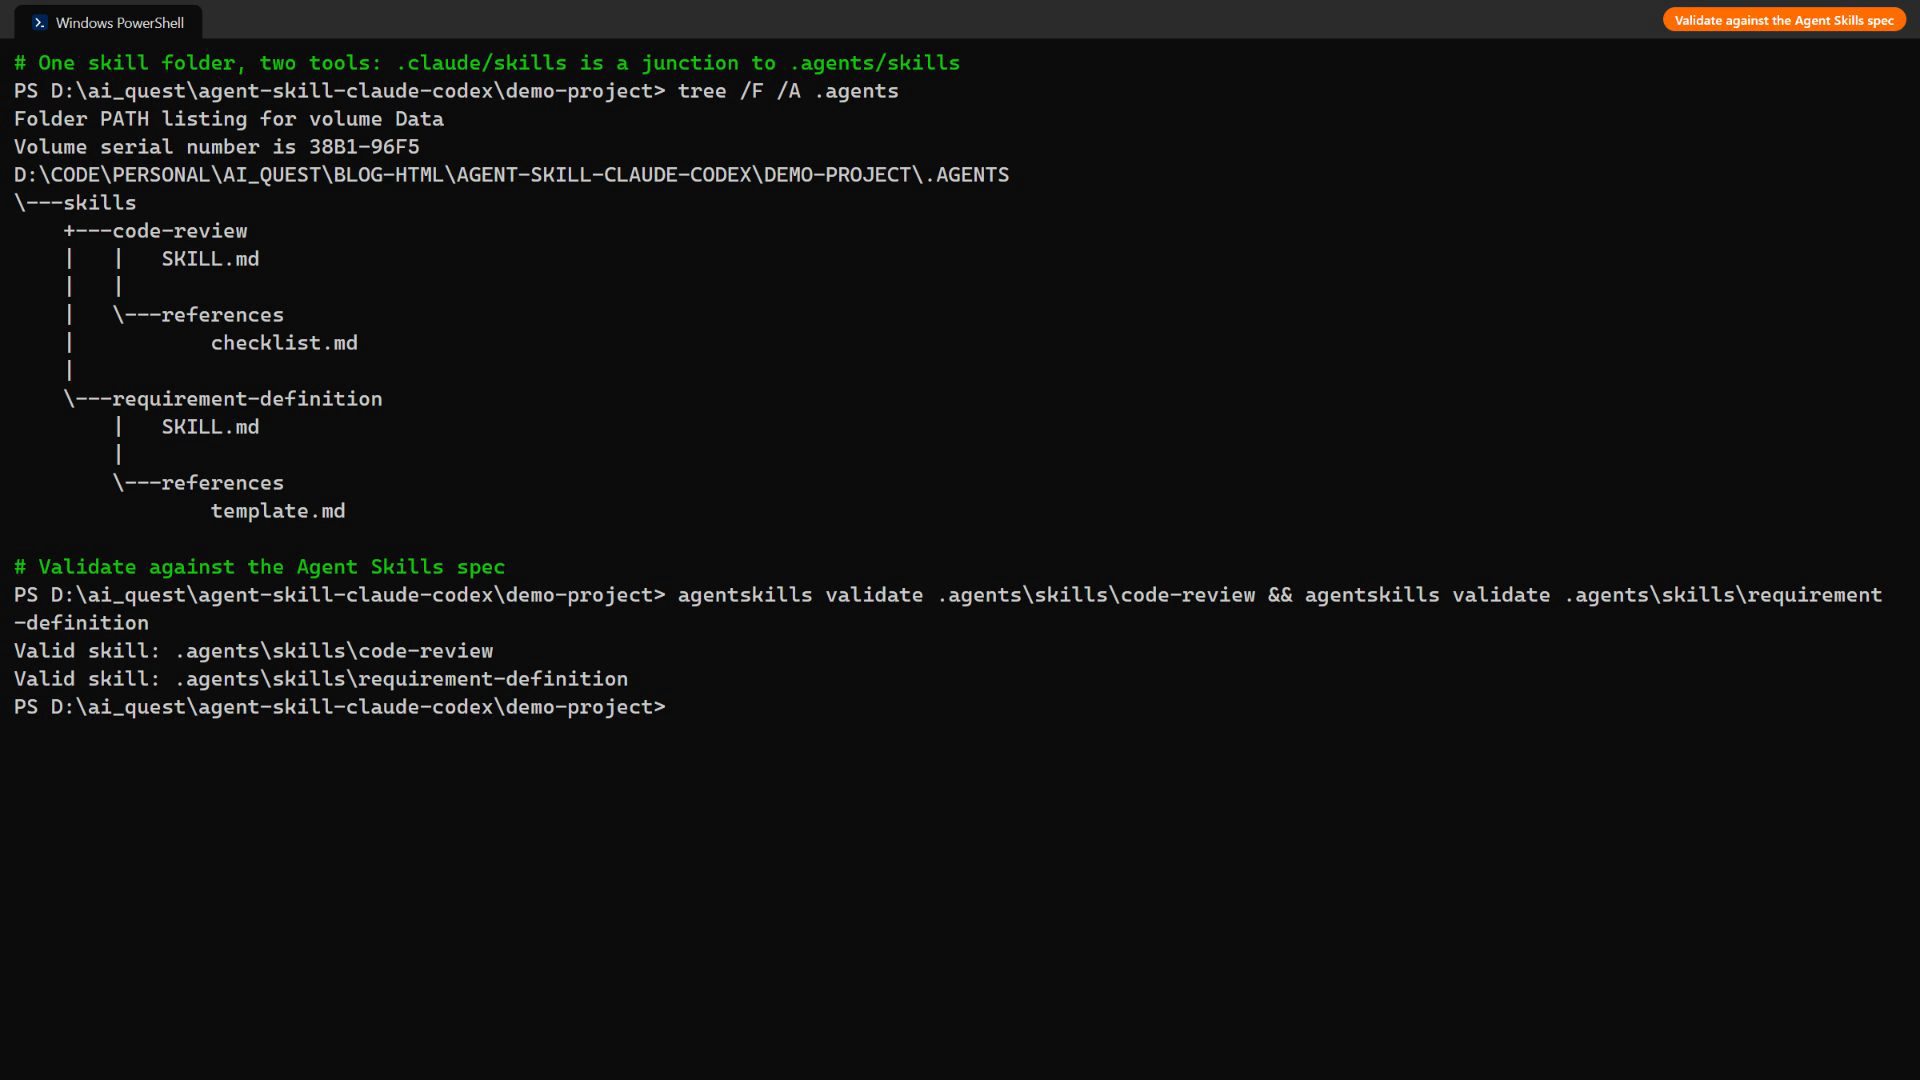 Windows PowerShell
Validate against the Agent Skills spec
# One skill folder, two tools: .claude/skills is a junction to .agents/skills
PS D:\ai_quest\agent-skill-claude-codex\demo-project> tree /F /A .agents
Folder PATH listing for volume Data
Volume serial number is 38B1-96F5
D:\CODE\PERSONAL\AI_QUEST\BLOG-HTML\AGENT-SKILL-CLAUDE-CODEX\DEMO-PROJECT\.AGENTS
\---skills
    +---code-review
    |   |   SKILL.md
    |   |
    |   \---references
    |           checklist.md
    |
    \---requirement-definition
        |   SKILL.md
        |
        \---references
                template.md
# Validate against the Agent Skills spec
PS D:\ai_quest\agent-skill-claude-codex\demo-project> agentskills validate .agents\skills\code-review && agentskills validate .agents\skills\requirement
-definition
Valid skill: .agents\skills\code-review
Valid skill: .agents\skills\requirement-definition
PS D:\ai_quest\agent-skill-claude-codex\demo-project>